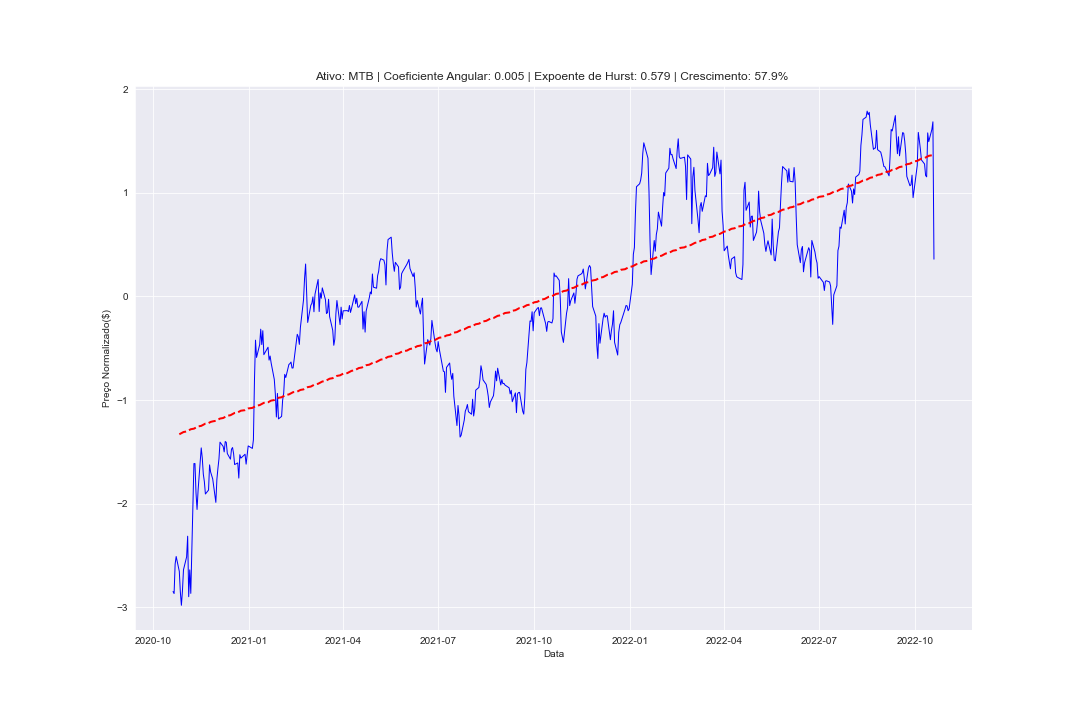 Ativo: MTB | Coeficiente Angular: 0.005 | Expoente de Hurst: 0.579 | Crescimento: 57.9%
2
1
0
−1
−2
−3
Preço Normalizado($)
2020-10 2021-01 2021-04 2021-07 2021-10 2022-01 2022-04 2022-07 2022-10
Data